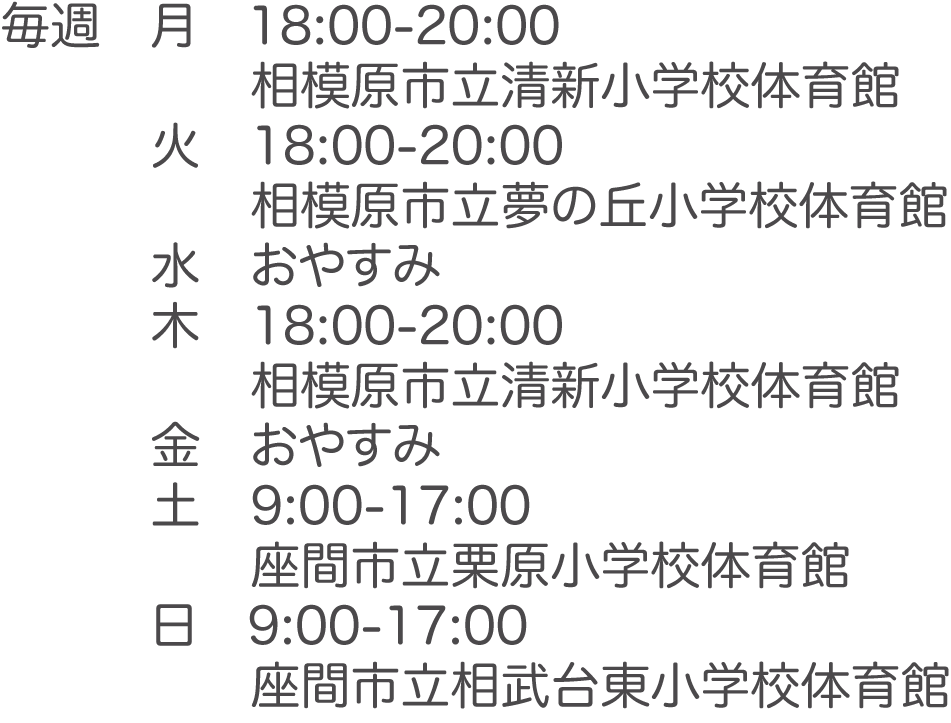 毎週　月　18:00-20:00
相模原市立清新小学校体育館
火　18:00-20:00
相模原市立夢の丘小学校体育館
水　おやすみ
木　18:00-20:00
相模原市立清新小学校体育館
金　おやすみ
土　9:00-17:00
座間市立栗原小学校体育館
日　9:00-17:00
座間市立相武台東小学校体育館